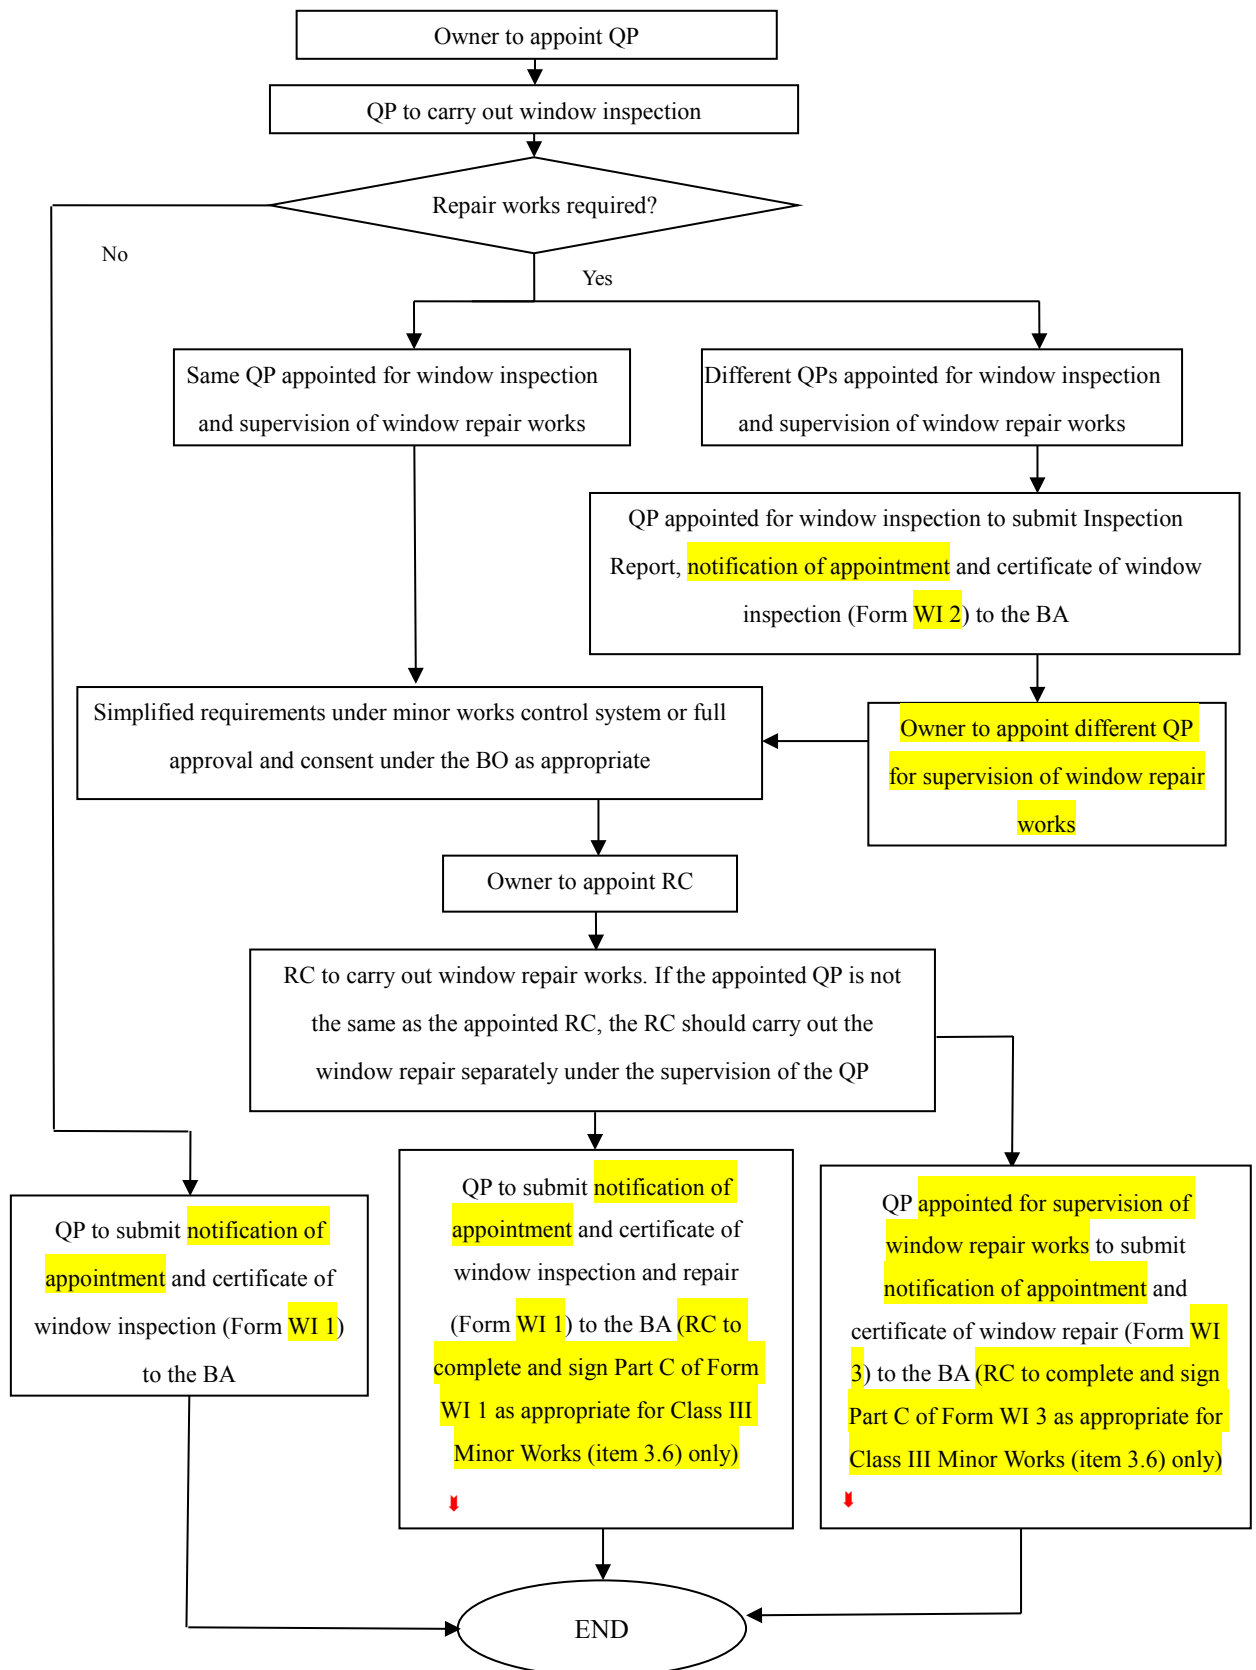 Owner to appoint QP
QP to carry out window inspection
Repair works required?
No
Yes
Same QP appointed for window inspection
and supervision of window repair works
Different QPs appointed for window inspection
and supervision of window repair works
QP appointed for window inspection to submit Inspection
Report, notification of appointment and certificate of window
inspection (Form WI 2) to the BA
Simplified requirements under minor works control system or full
approval and consent under the BO as appropriate
Owner to appoint different QP
for supervision of window repair
works
Owner to appoint RC
RC to carry out window repair works. If the appointed QP is not
the same as the appointed RC, the RC should carry out the
window repair separately under the supervision of the QP
QP to submit notification of
appointment and certificate of
window inspection (Form WI 1)
to the BA
QP to submit notification of
appointment and certificate of
window inspection and repair
(Form WI 1) to the BA (RC to
complete and sign Part C of Form
WI 1 as appropriate for Class III
Minor Works (item 3.6) only)
QP appointed for supervision of
window repair works to submit
notification of appointment and
certificate of window repair (Form WI
3) to the BA (RC to complete and sign
Part C of Form WI 3 as appropriate for
Class III Minor Works (item 3.6) only)
END